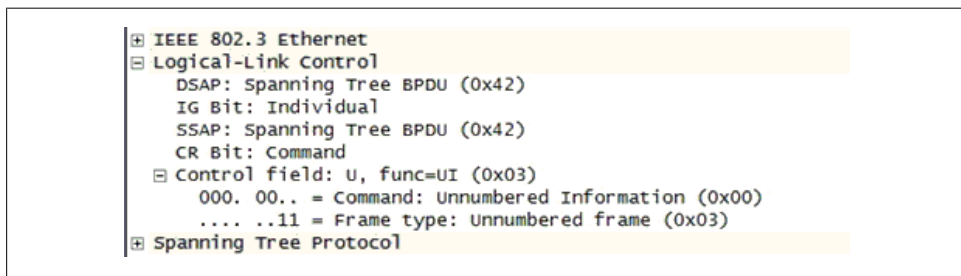 IEEE 802.3 Ethernet
Logical-Link Control
DSAP: Spanning Tree BPDU (0x42)
IG Bit: Individual
SSAP: Spanning Tree BPDU (0x42)
CR Bit: Command
Control field: U, func=UI (0x03)
000. 00.. = Command: Unnumbered Information (0x00)
.... ..11 = Frame type: Unnumbered frame (0x03)
Spanning Tree Protocol